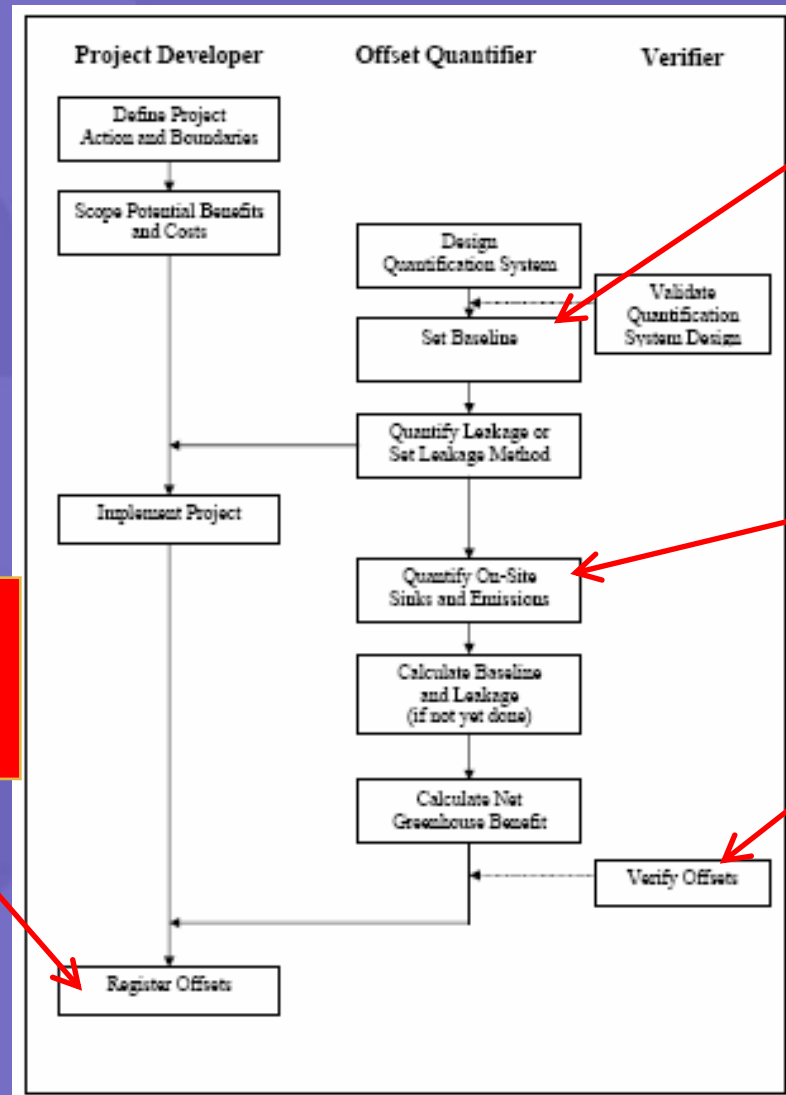 Project Developer
Offset Quantifier
Verifier
Define Project
Action and Boundaries
Scope Potential Benefits
and Costs
Design
Quantification System
Validate
Quantification
System Design
Set Baseline
Quantify Leakage or
Set Leakage Method
Implement Project
Quantify On-Site
Sinks and Emissions
Calculate Baseline
and Leakage
(if not yet done)
Calculate Net
Greenhouse Benefit
Verify Offsets
Register Offsets